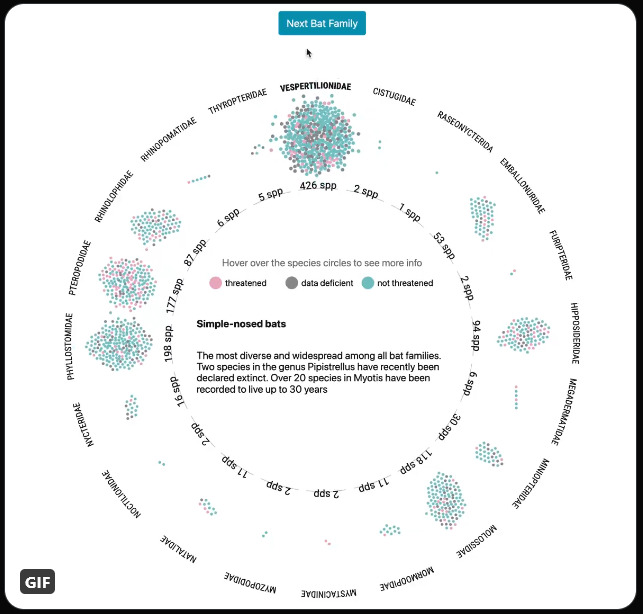 Next Bat Family
VESPERTILIONIDAE
CISTUGIDAE
RASEONYCTERIDA
EMBALLONURIDAE
FURIPTERIDAE
HIPPOSIDERIDAE
MEGADERMATIDAE
MINIOPTERIDAE
MOLOSSIDAE
MORMOOPIDAE
MYSTACINIDAE
MYZOPODIDAE
NATALIDAE
NOCTILIONIDAE
NYCTERIDAE
PHYLLOSTOMIDAE
PTEROPODIDAE
RHINOLOPHIDAE
RHINOPOMATIDAE
THYROPTERIDAE
426 spp
2 spp
1 spp
53 spp
2 spp
94 spp
6 spp
30 spp
118 spp
11 spp
2 spp
2 spp
11 spp
2 spp
16 spp
198 spp
177 spp
87 spp
6 spp
5 spp
Hover over the species circles to see more info
threatened data deficient not threatened
Simple-nosed bats
The most diverse and widespread among all bat families.
Two species in the genus Pipistrellus have recently been
declared extinct. Over 20 species in Myotis have been
recorded to live up to 30 years
GIF